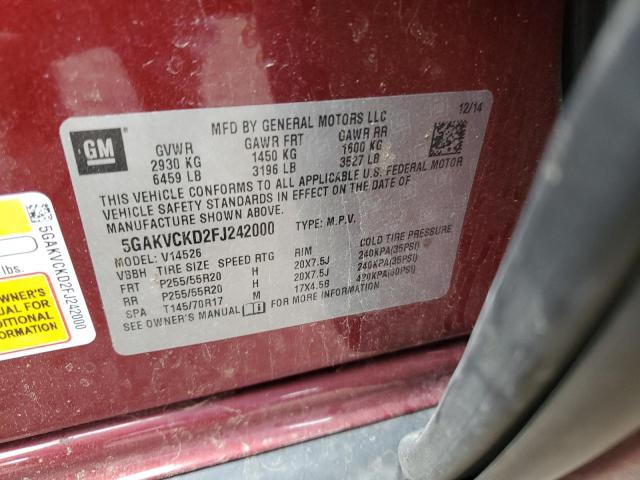 MFD BY GENERAL MOTORS LLC
12/14
GM
GVWR GAWR FRT GAWR RR
2930 KG 1450 KG 1600 KG
6459 LB 3196 LB 3527 LB
THIS VEHICLE CONFORMS TO ALL APPLICABLE U.S. FEDERAL MOTOR
VEHICLE SAFETY STANDARDS IN EFFECT ON THE DATE OF
MANUFACTURE SHOWN ABOVE.
5GAKVCKD2FJ242000 TYPE: M.P.V.
MODEL: V14526
VBBH TIRE SIZE SPEED RTG RIM COLD TIRE PRESSURE
FRT P255/55R20 H 20X7.5J 240KPA(35PSI)
RR P255/55R20 H 20X7.5J 240KPA(35PSI)
SPA T145/70R17 M 17X4.5B 420KPA(60PSI)
SEE OWNER'S MANUAL FOR MORE INFORMATION
lbs.
5GAKVCKD2FJ242000
OWNER'S
NUAL FOR
DITIONAL
ORMATION